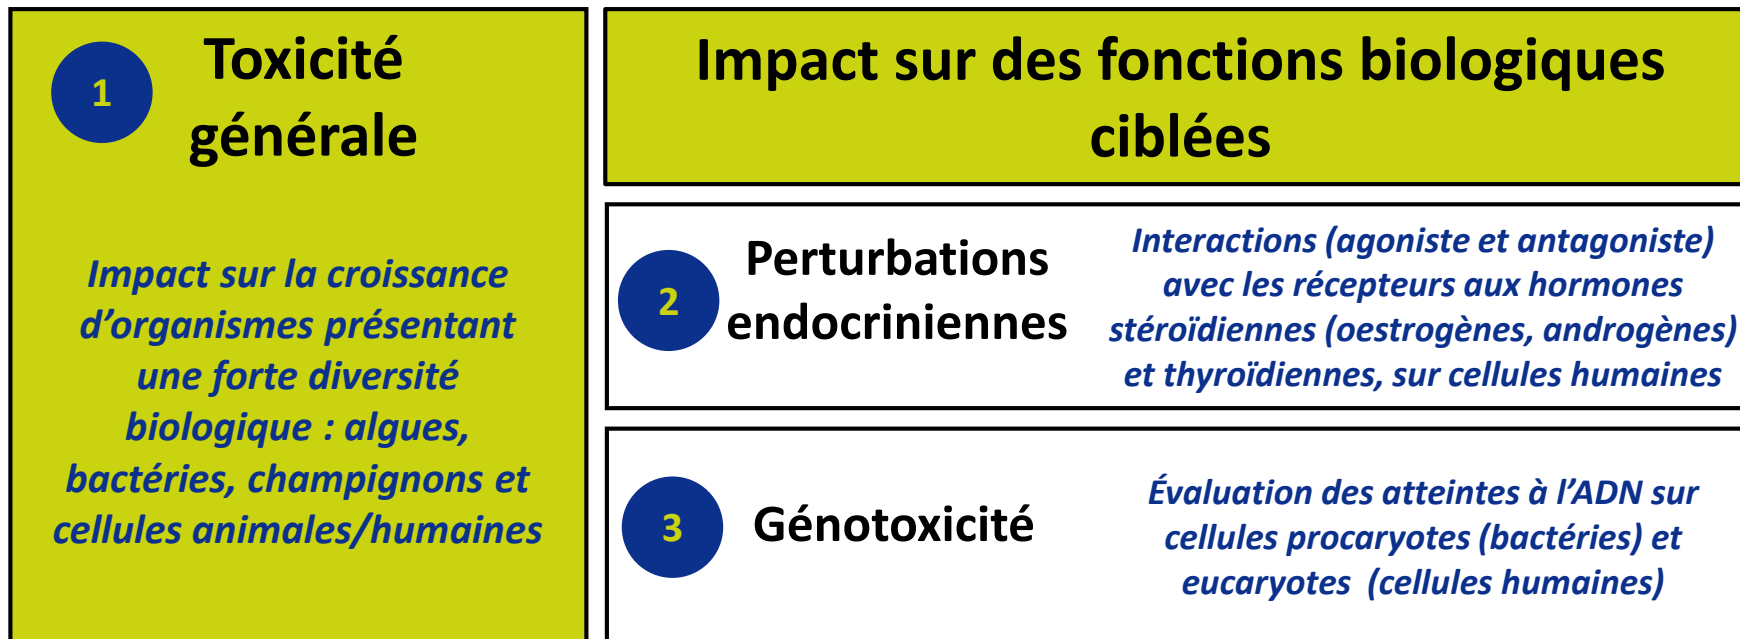 1
Toxicité
générale
Impact sur la croissance
d’organismes présentant
une forte diversité
biologique : algues,
bactéries, champignons et
cellules animales/humaines
Impact sur des fonctions biologiques
ciblées
2
Perturbations
endocriniennes
Interactions (agoniste et antagoniste)
avec les récepteurs aux hormones
stéroïdiennes (oestrogènes, androgènes)
et thyroïdiennes, sur cellules humaines
3
Génotoxicité
Évaluation des atteintes à l’ADN sur
cellules procaryotes (bactéries) et
eucaryotes  (cellules humaines)